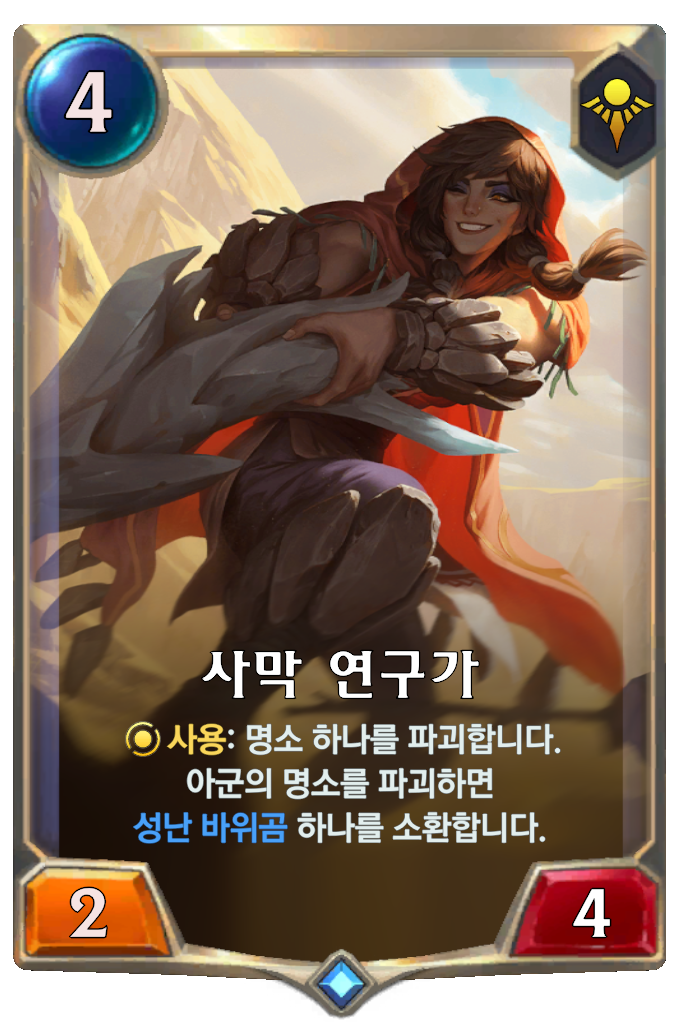 4
사막 연구가
사용: 명소 하나를 파괴합니다.
아군의 명소를 파괴하면
성난 바위곰 하나를 소환합니다.
2
4